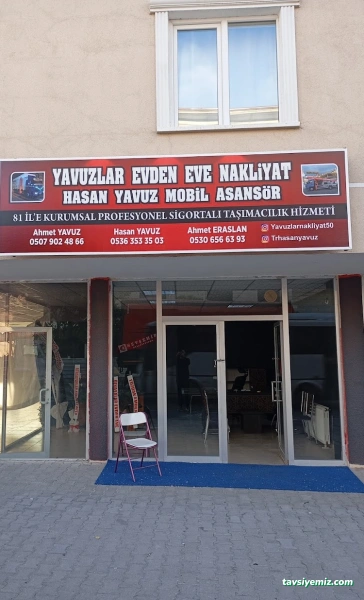 YAVUZLAR EVDEN EVE NAKLİYAT
HASAN YAVUZ MOBİL ASANSÖR
81 İL'E KURUMSAL PROFESYONEL SİGORTALI TAŞIMACILIK HİZMETİ
Ahmet YAVUZ
0507 902 48 66
Hasan YAVUZ
0536 353 35 03
Ahmet ERASLAN
0530 656 63 93
Yavuzlarnakliyat50
Trhasanyavuz
tavsiyemiz.com